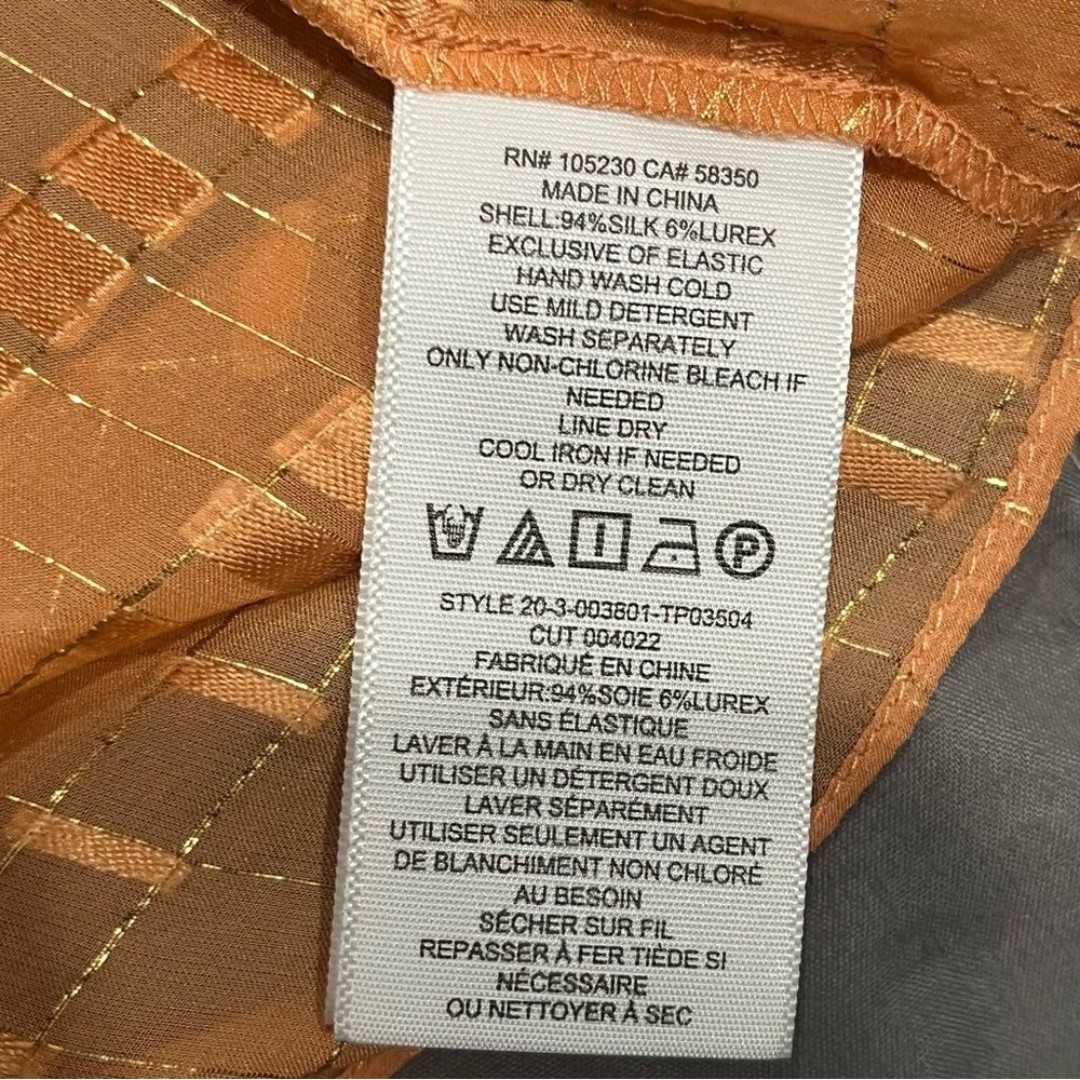 RN# 105230 CA# 58350
MADE IN CHINA
SHELL:94%SILK 6%LUREX
EXCLUSIVE OF ELASTIC
HAND WASH COLD
USE MILD DETERGENT
WASH SEPARATELY
ONLY NON-CHLORINE BLEACH IF
NEEDED
LINE DRY
COOL IRON IF NEEDED
OR DRY CLEAN
P
STYLE 20-3-003801-TP03504
CUT 004022
FABRIQUÉ EN CHINE
EXTÉRIEUR:94%SOIE 6%LUREX
SANS ÉLASTIQUE
LAVER À LA MAIN EN EAU FROIDE
UTILISER UN DÉTERGENT DOUX
LAVER SÉPARÉMENT
UTILISER SEULEMENT UN AGENT
DE BLANCHIMENT NON CHLORÉ
AU BESOIN
SÉCHER SUR FIL
REPASSER À FER TIÈDE SI
NÉCESSAIRE
OU NETTOYER À SEC